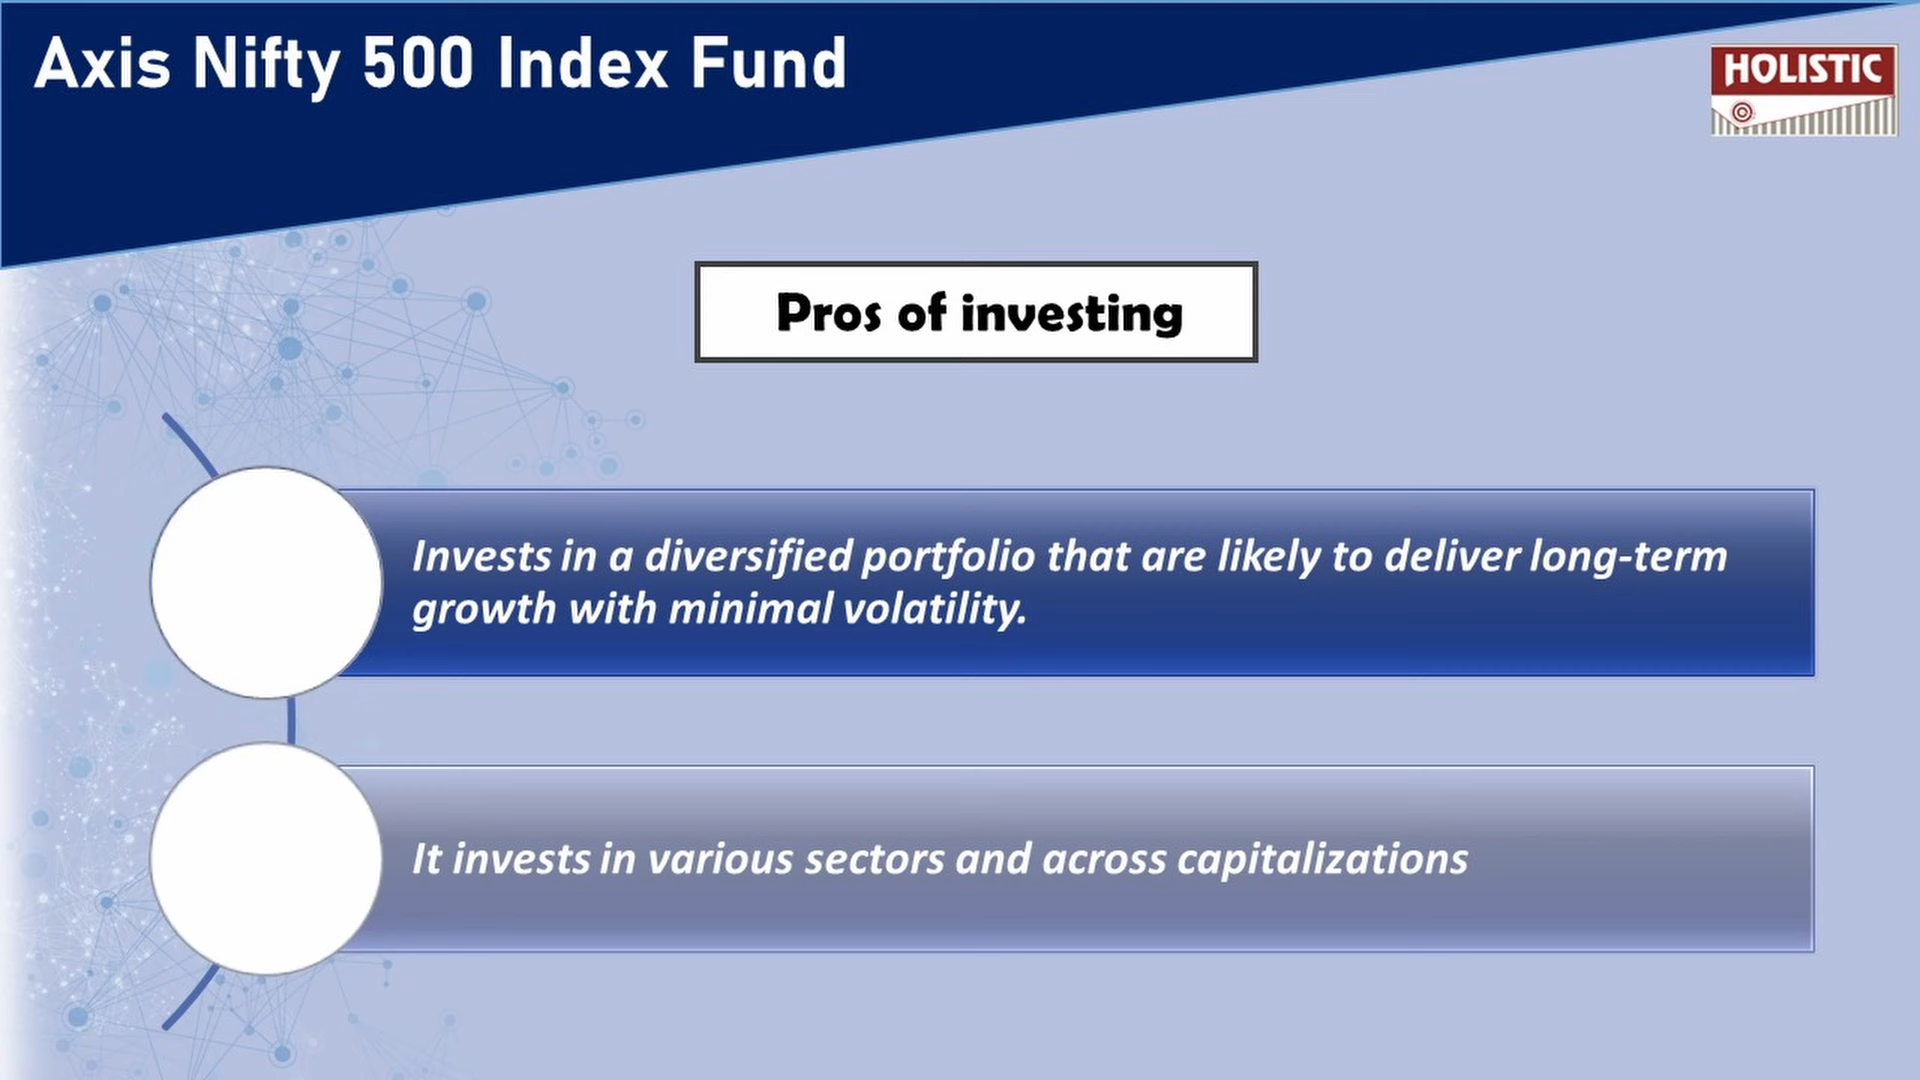 Axis Nifty 500 Index Fund
HOLISTIC
Pros of investing
Invests in a diversified portfolio that are likely to deliver long-term
growth with minimal volatility.
It invests in various sectors and across capitalizations